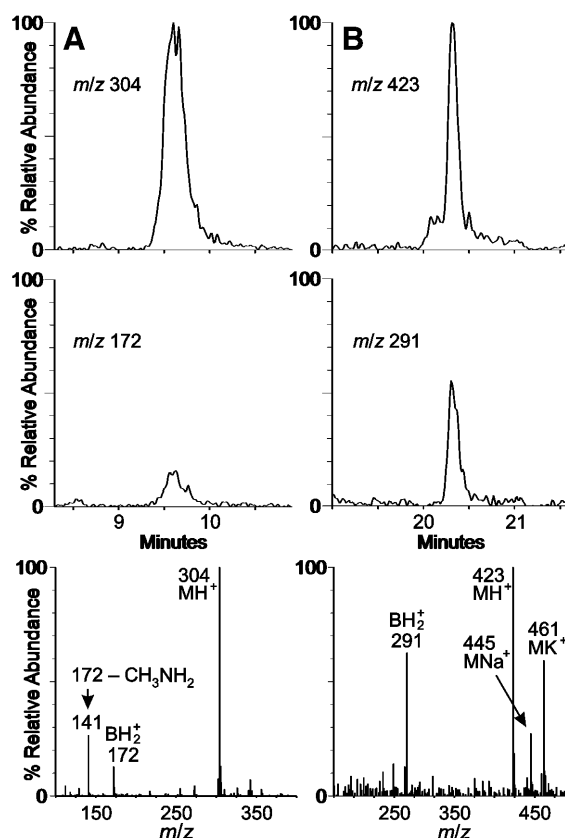 A
B
100
100
m/z 304
m/z 423
% Relative Abundance
0
0
100
100
m/z 172
m/z 291
% Relative Abundance
0
0
9 10
20 21
Minutes
Minutes
100
100
304
MH+
423
MH+
BH2+
291
445
MNa+
461
MK+
172 – CH3NH2
141
BH2+
172
% Relative Abundance
0
0
150 250 350
250 350 450
m/z
m/z